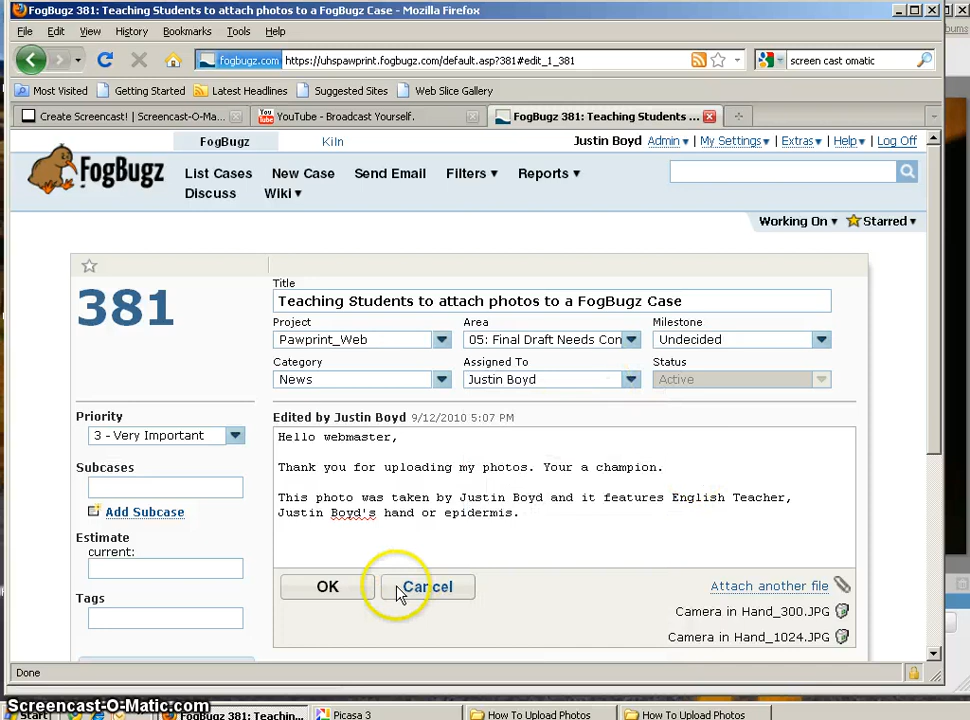 FogBugz 381: Teaching Students to attach photos to a FogBugz Case - Mozilla Firefox
File Edit View History Bookmarks Tools Help
fogbugz.com https://uhspawprint.fogbugz.com/default.asp?381#edit_1_381 screen cast omatic
Most Visited Getting Started Latest Headlines Suggested Sites Web Slice Gallery
Create Screencast! | Screencast-O-Ma... YouTube - Broadcast Yourself. FogBugz 381: Teaching Students ...
FogBugz Kiln Justin Boyd Admin My Settings Extras Help Log Off
FogBugz List Cases New Case Send Email Filters Reports
Discuss Wiki
Working On Starred
381
Title
Teaching Students to attach photos to a FogBugz Case
Project Area Milestone
Pawprint_Web 05: Final Draft Needs Con Undecided
Category Assigned To Status
News Justin Boyd Active
Priority
3 - Very Important
Subcases
Add Subcase
Estimate
current:
Tags
Edited by Justin Boyd 9/12/2010 5:07 PM
Hello webmaster,
Thank you for uploading my photos. Your a champion.
This photo was taken by Justin Boyd and it features English Teacher,
Justin Boyd's hand or epidermis.
OK Cancel Attach another file
Camera in Hand_300.JPG
Camera in Hand_1024.JPG
Done
Screencast-O-Matic.com
Start FogBugz 381: Teachin... Picasa 3 How To Upload Photos How To Upload Photos